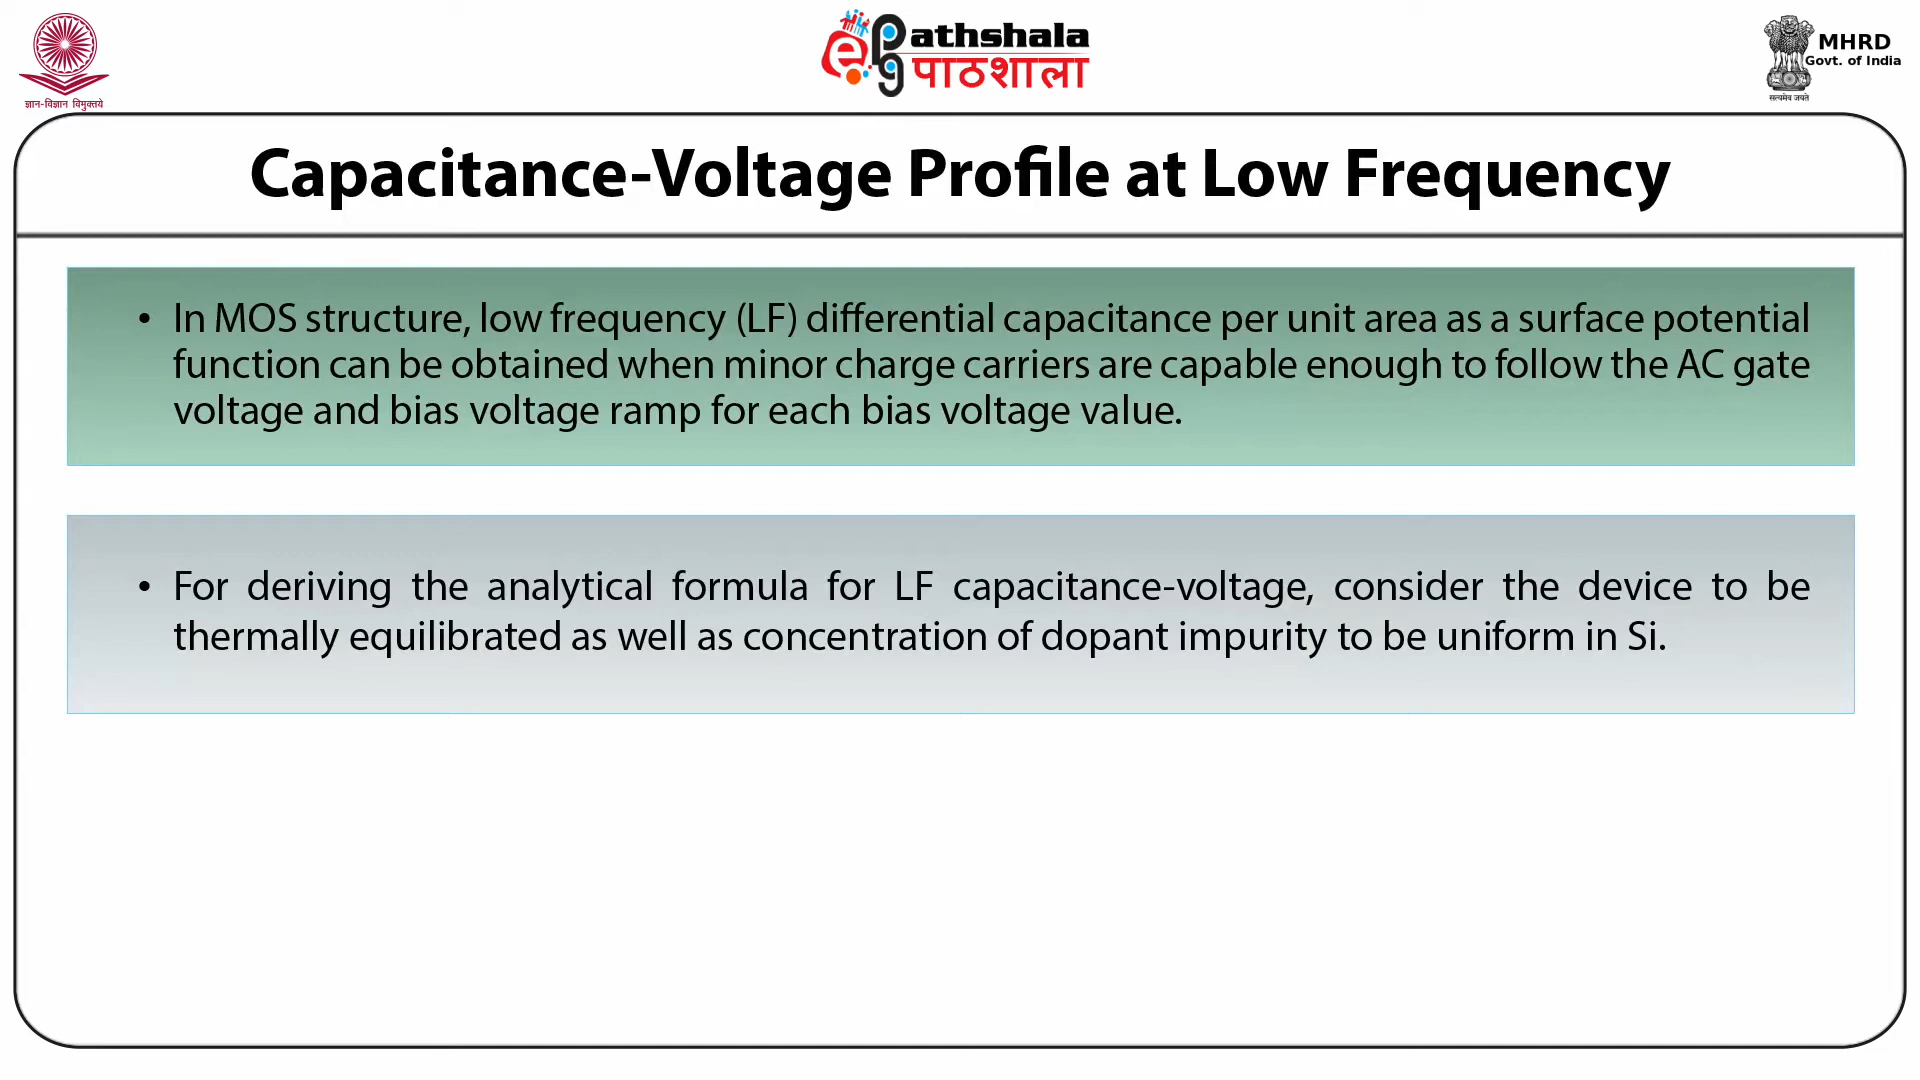 ज्ञान-विज्ञान विमुक्तये
e
Pg
athshala
पाठशाला
MHRD
Govt. of India
सत्यमेव जयते
Capacitance-Voltage Profile at Low Frequency
• In MOS structure, low frequency (LF) differential capacitance per unit area as a surface potential
function can be obtained when minor charge carriers are capable enough to follow the AC gate
voltage and bias voltage ramp for each bias voltage value.
• For deriving the analytical formula for LF capacitance-voltage, consider the device to be
thermally equilibrated as well as concentration of dopant impurity to be uniform in Si.